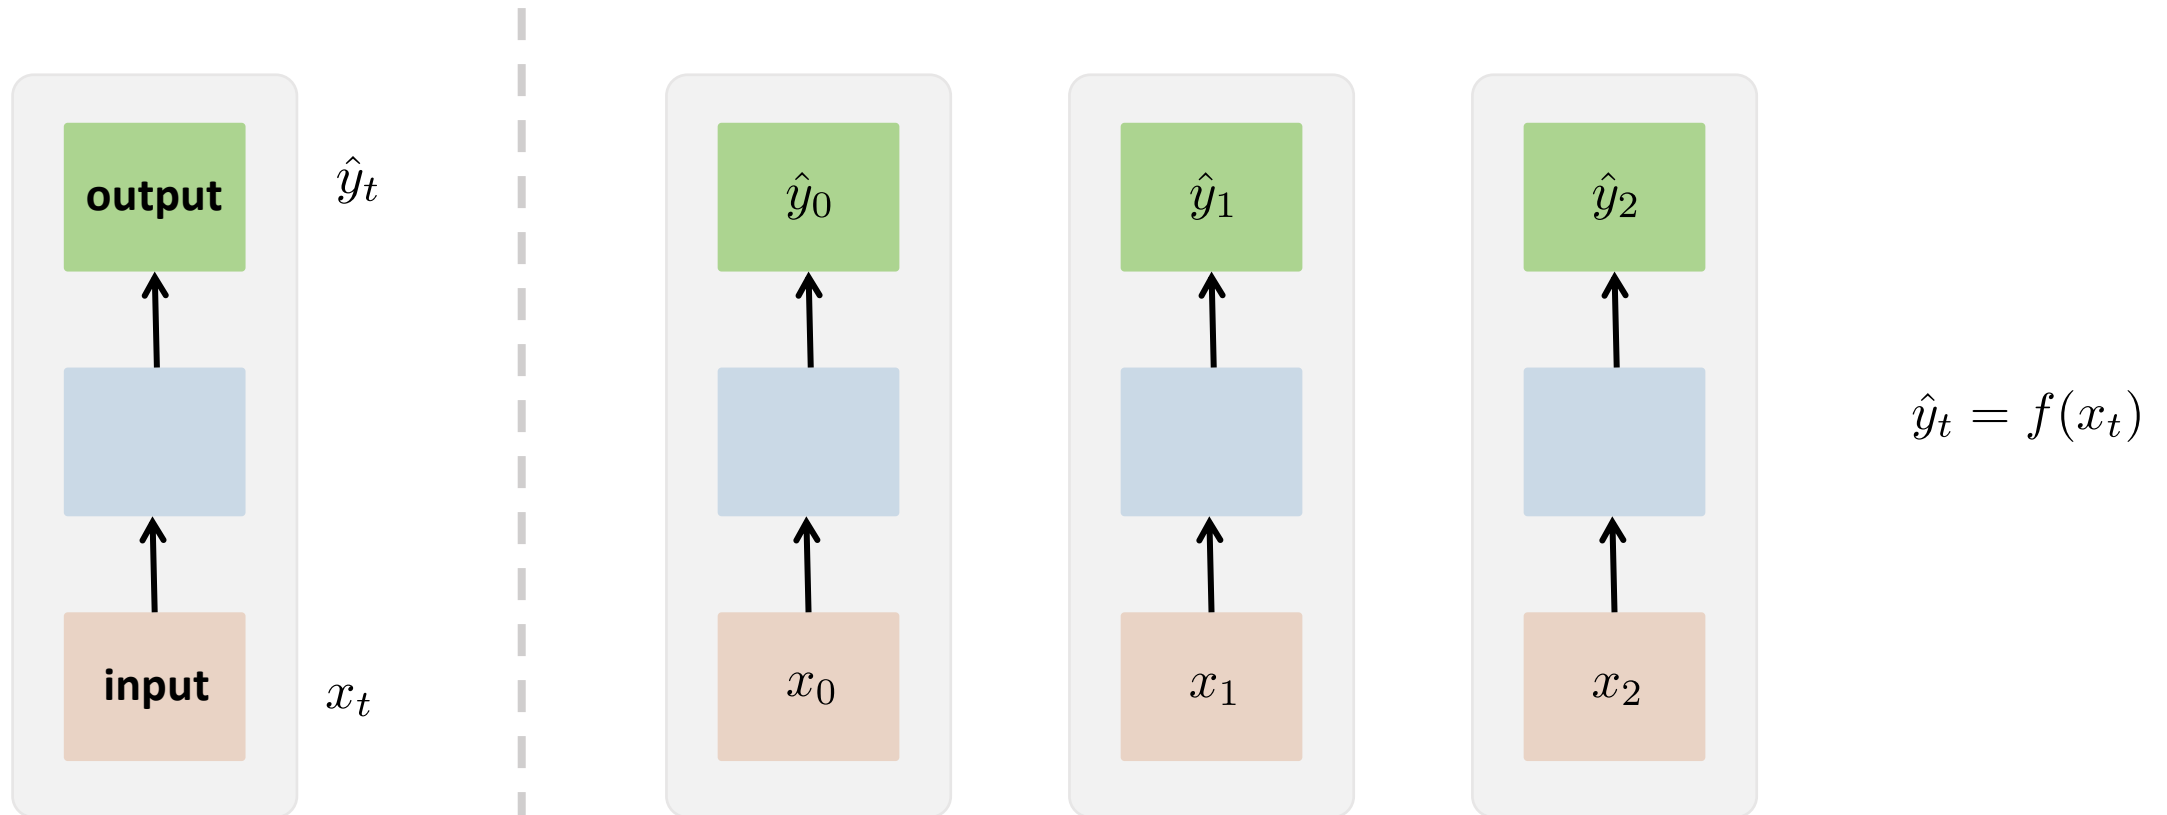 output
ŷ_t
input
x_t
ŷ_0
ŷ_1
ŷ_2
x_0
x_1
x_2
ŷ_t = f(x_t)